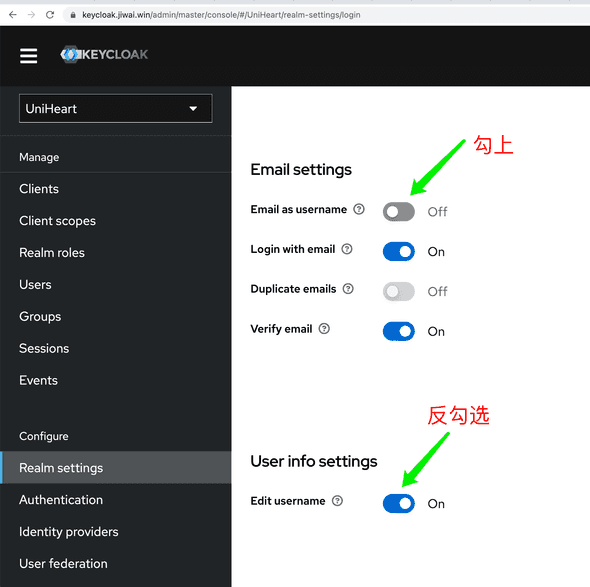 keycloak.jiwai.win/admin/master/console/#/UniHeart/realm-settings/login
KEYCLOAK
UniHeart
Manage
Clients
Client scopes
Realm roles
Users
Groups
Sessions
Events
Configure
Realm settings
Authentication
Identity providers
User federation
勾上
Email settings
Email as username Off
Login with email On
Duplicate emails Off
Verify email On
反勾选
User info settings
Edit username On